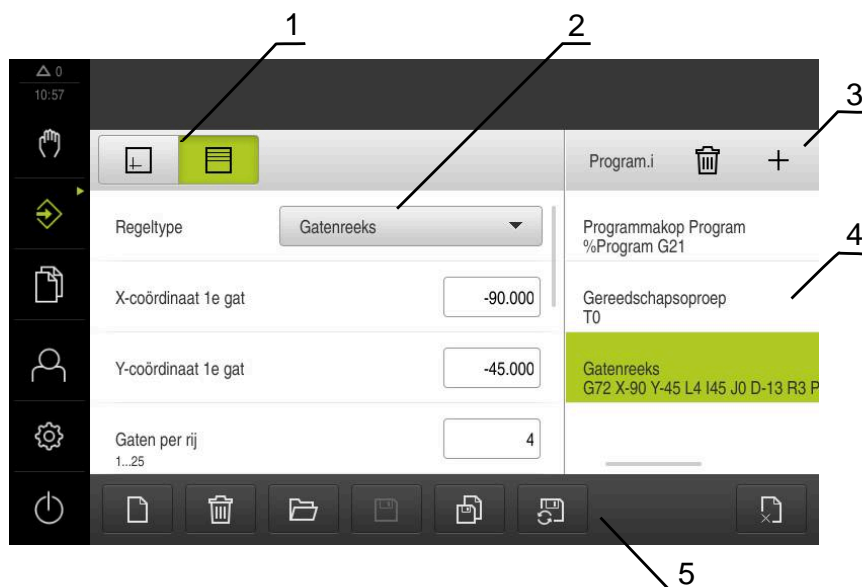 1
2
3
4
5
0
10:57
Program.i
Regeltype
Gatenreeks
X-coördinaat 1e gat
-90.000
Y-coördinaat 1e gat
-45.000
Gaten per rij
1...25
4
Programmakop Program
%Program G21
Gereedschapsoproep
T0
Gatenreeks
G72 X-90 Y-45 L4 I45 J0 D-13 R3 P